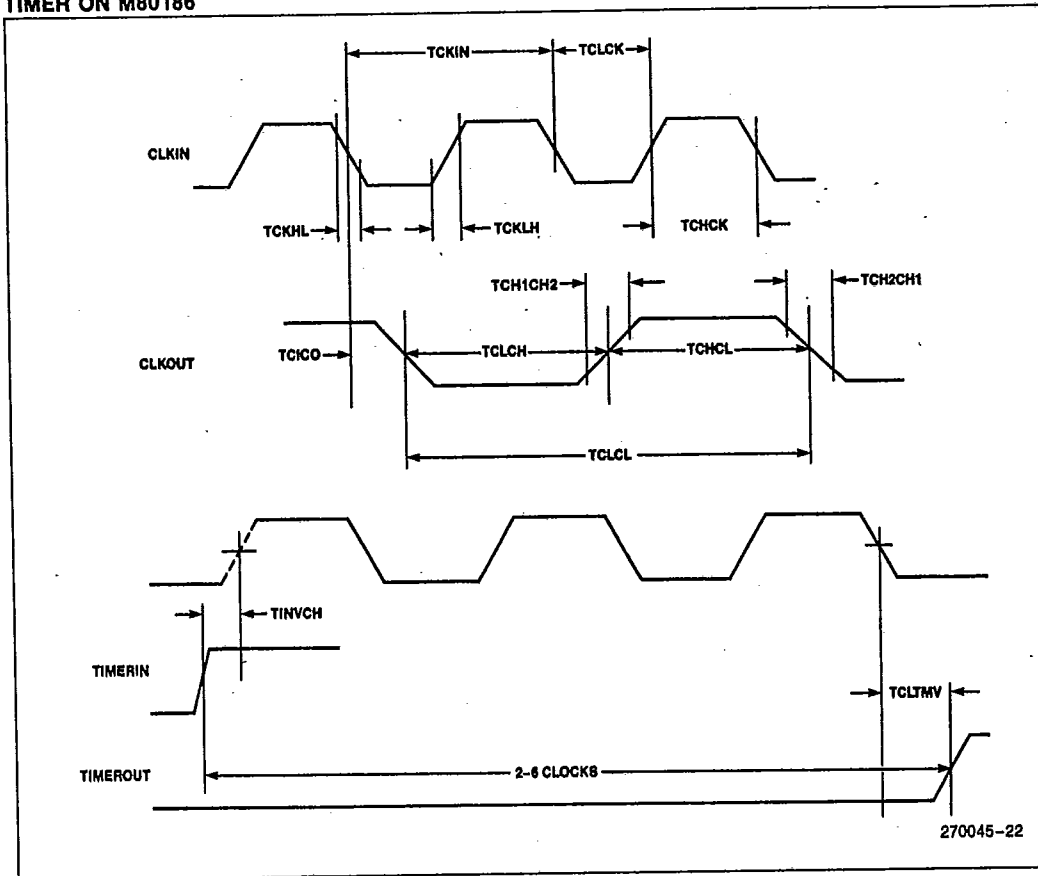 TIMER ON M80186
TCKIN
TCLCK
CLKIN
TCKHL
TCKLH
TCHCK
TCH1CH2
TCH2CH1
CLKOUT
TCICO
TCLCH
TCHCL
TCLCL
TINVCH
TIMERIN
TCLTMV
TIMEROUT
2-6 CLOCKS
270045-22